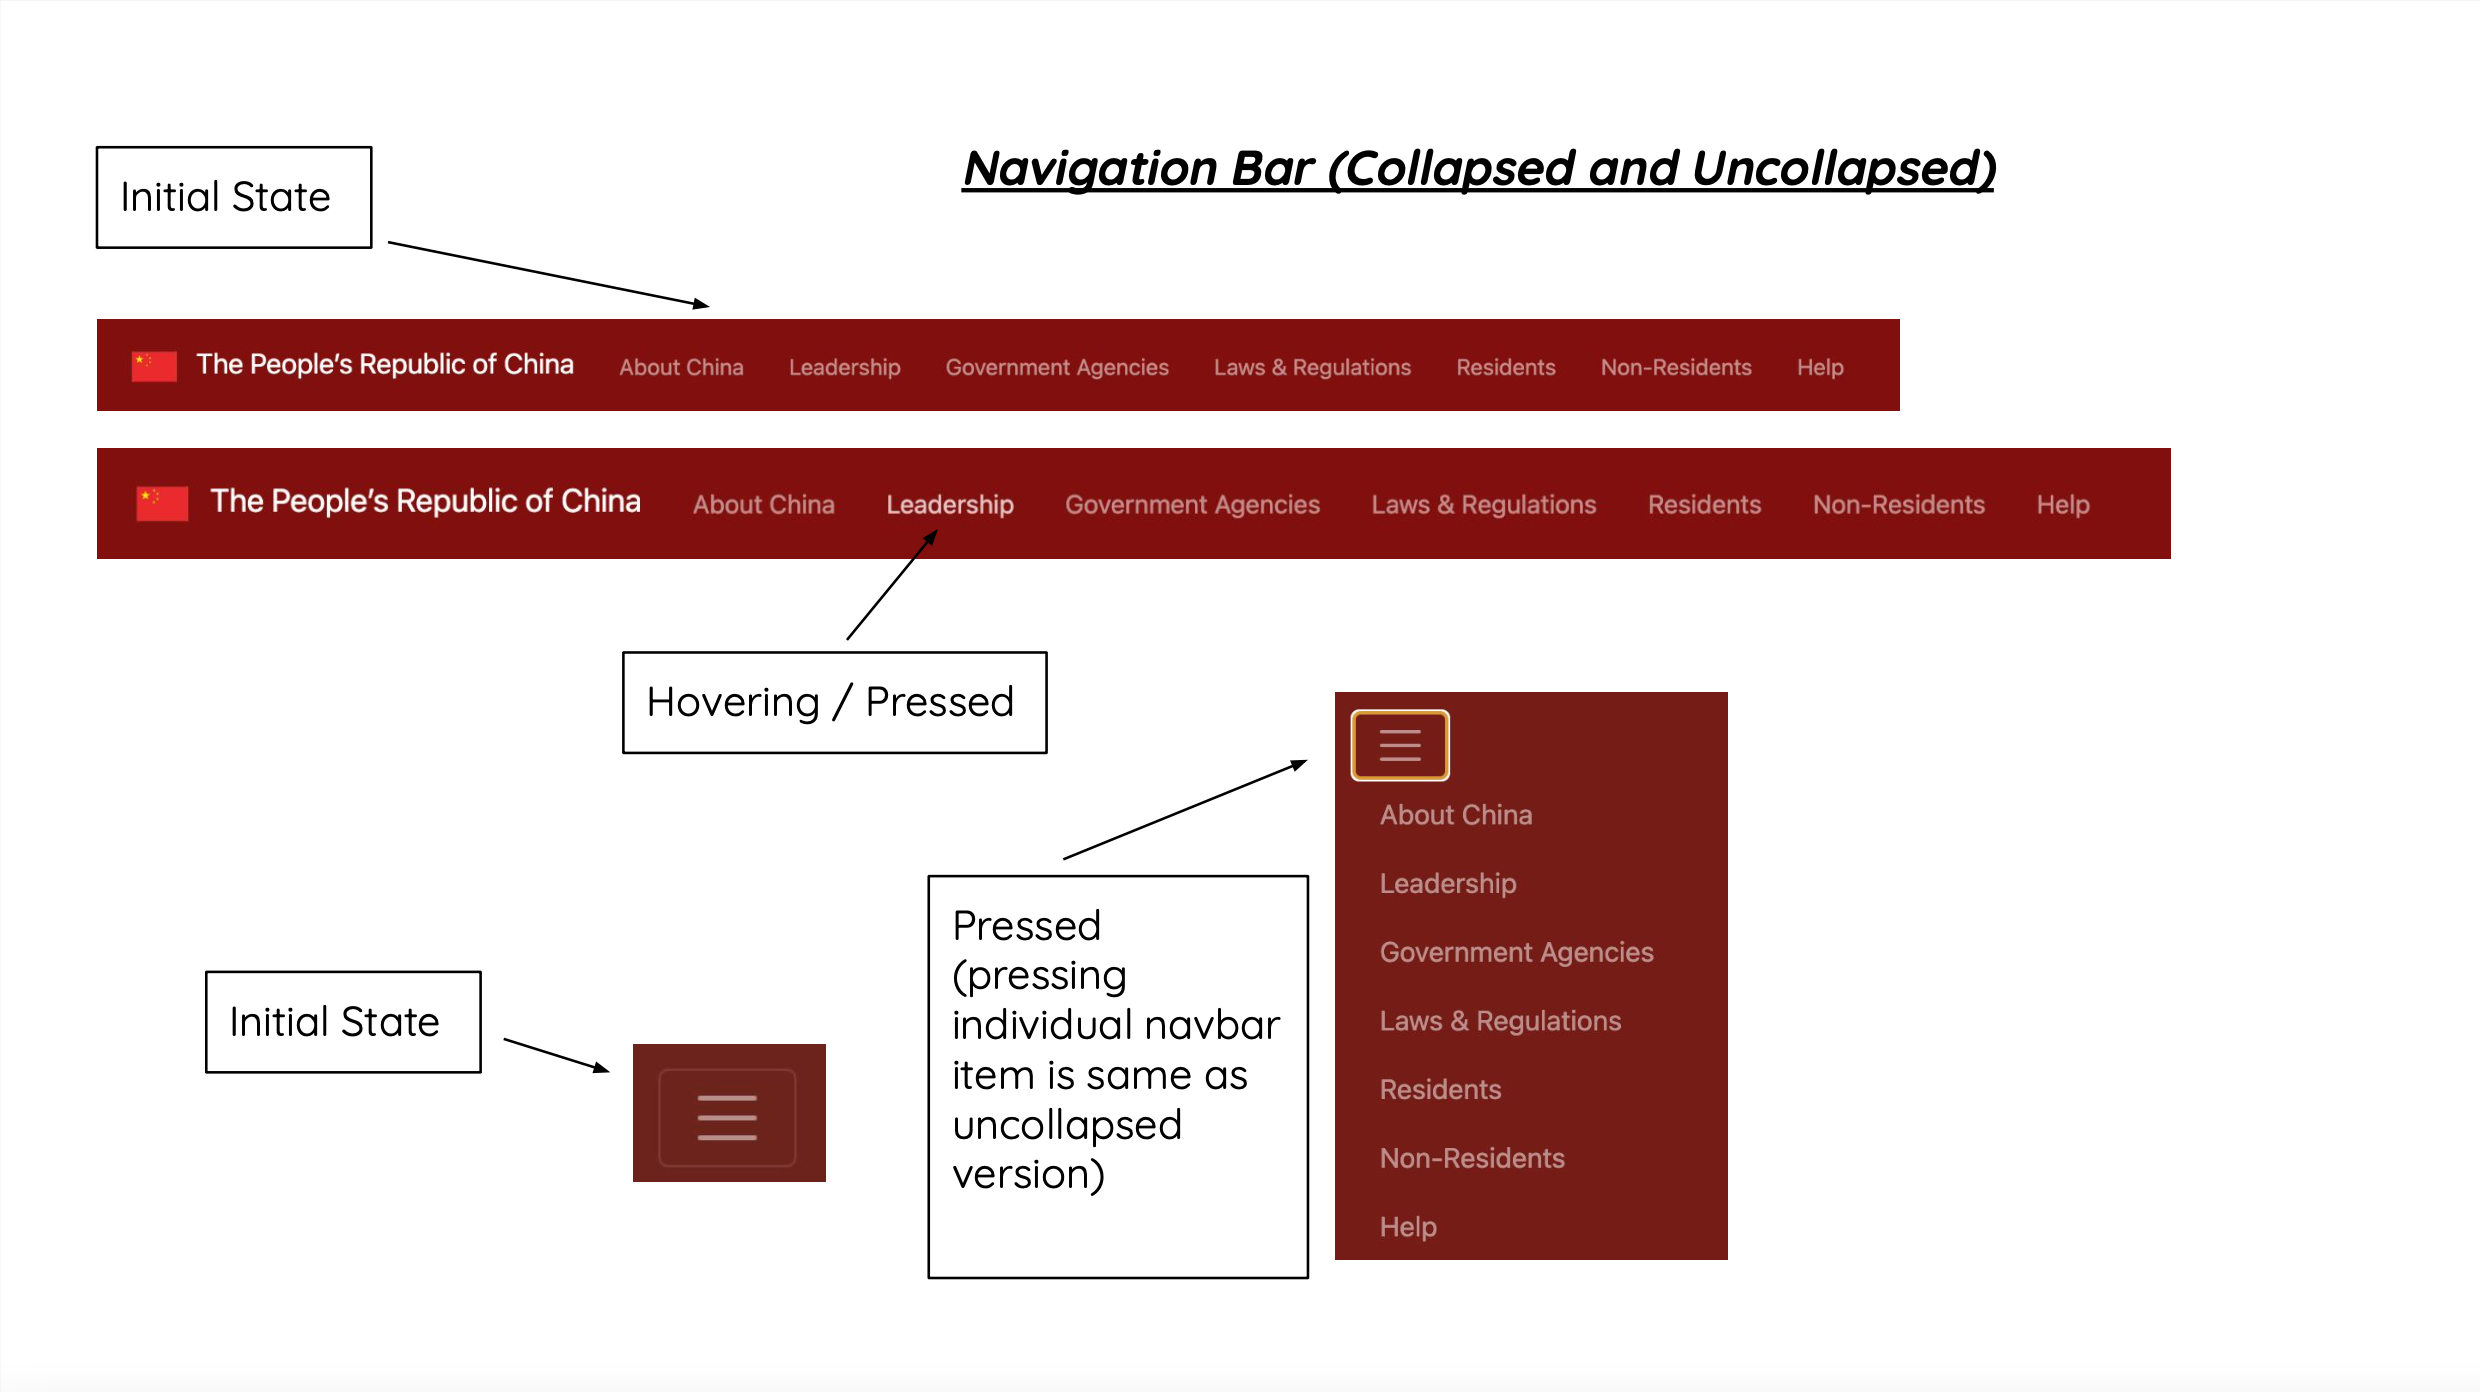 Navigation Bar (Collapsed and Uncollapsed)
Initial State
The People's Republic of China About China Leadership Government Agencies Laws & Regulations Residents Non-Residents Help
The People's Republic of China About China Leadership Government Agencies Laws & Regulations Residents Non-Residents Help
Hovering / Pressed
Initial State
Pressed
(pressing
individual navbar
item is same as
uncollapsed
version)
About China
Leadership
Government Agencies
Laws & Regulations
Residents
Non-Residents
Help